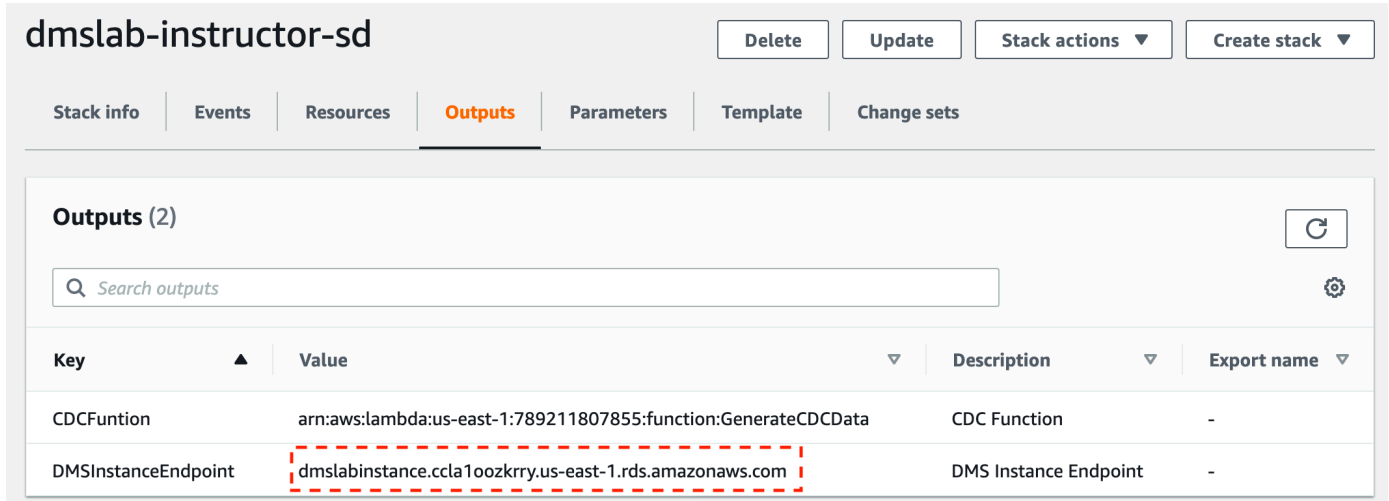 dmslab-instructor-sd
Delete
Update
Stack actions
Create stack
Stack info
Events
Resources
Outputs
Parameters
Template
Change sets
Outputs (2)
Search outputs
Key Value Description Export name
CDCFuntion arn:aws:lambda:us-east-1:789211807855:function:GenerateCDCData CDC Function -
DMSInstanceEndpoint dmslabinstance.ccla1oozkrry.us-east-1.rds.amazonaws.com DMS Instance Endpoint -